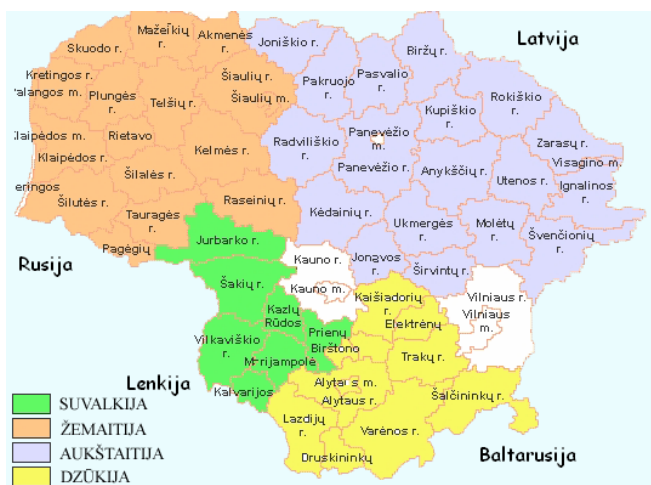 Latvija
Mažeikių
r.
Akmenės
r.
Skuodo r.
Joniškio r.
Biržų r.
Kretingos r.
Šiaulių r.
Pakruojo
r.
Pasvalio
r.
Palangos m.
Plungės
r.
Telšių r.
Šiaulių m.
Kupiškio
r.
Rokiškio
r.
Klaipėdos m.
Rietavo
Radviliškio
r.
Panevėžio
m.
Zarasų r.
Klaipėdos r.
Kelmės r.
Panevėžio r.
Anykščių r.
Visagino m.
Utenos r.
Ignalinos
r.
eringos
Šilalės r.
Šilutės r.
Raseinių r.
Kėdainių r.
Tauragės
r.
Ukmergės
r.
Molėtų
r.
Švenčionių
r.
Pagėgių
Jurbarko r.
Jonavos
r.
Širvintų r.
Rusija
Kauno r.
Kauno m.
Šakių r.
Kaišiadorių
r.
Vilniaus r.
Vilniaus
m.
Kazlų
Rūdos
Elektrėnų
Prienų
Birštono
Vilkaviškio
r.
Trakų r.
Marijampolė
Lenkija
Kalvarijos
Alytaus m.
Alytaus r.
Šalčininkų r.
SUVALKIJA
Lazdijų
r.
Varėnos r.
ŽEMAITIJA
Druskininkų
Baltarusija
AUKŠTAITIJA
DZŪKIJA